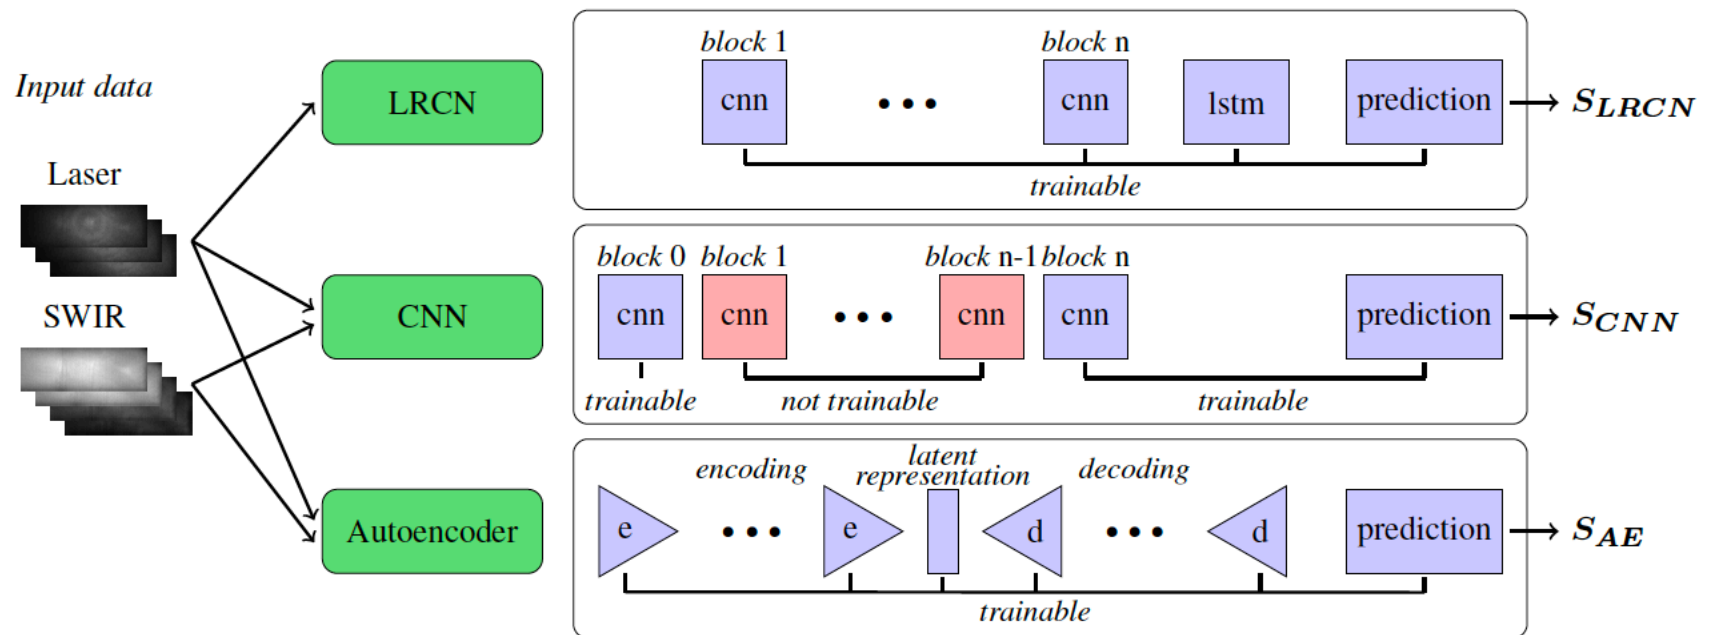 Input data
Laser
SWIR
LRCN
CNN
Autoencoder
block 1
block n
cnn
cnn
lstm
prediction
S_LRCN
trainable
block 0
block 1
block n-1
block n
cnn
cnn
cnn
cnn
prediction
S_CNN
trainable
not trainable
trainable
encoding
latent
representation
decoding
e
e
d
d
prediction
S_AE
trainable